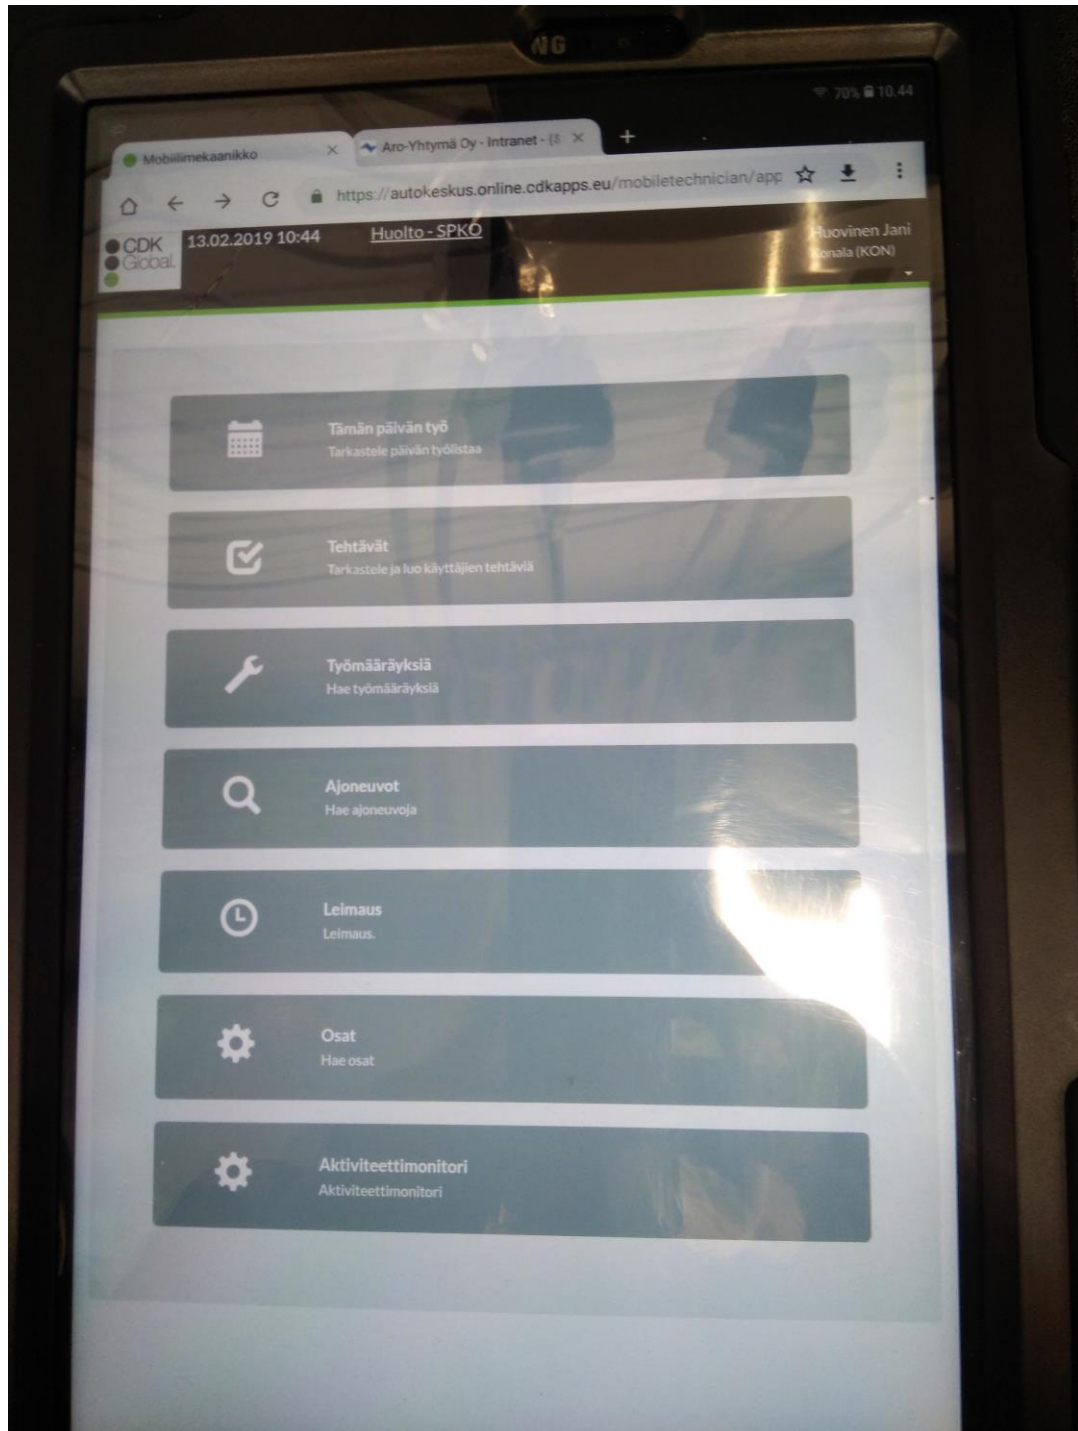 NG
70% 10.44
Mobiilimekaanikko
Aro-Yhtymä Oy - Intranet - (S
https://autokeskus.online.cdkapps.eu/mobiletechnician/app
CDK
Global.
13.02.2019 10:44
Huolto - SPKO
Huovinen Jani
Konala (KON)
Tämän päivän työ
Tarkastele päivän työlistaa
Tehtävät
Tarkastele ja luo käyttäjien tehtäviä
Työmääräyksiä
Hae työmääräyksiä
Ajoneuvot
Hae ajoneuvoja
Leimaus
Leimaus.
Osat
Hae osat
Aktiviteettimonitori
Aktiviteettimonitori